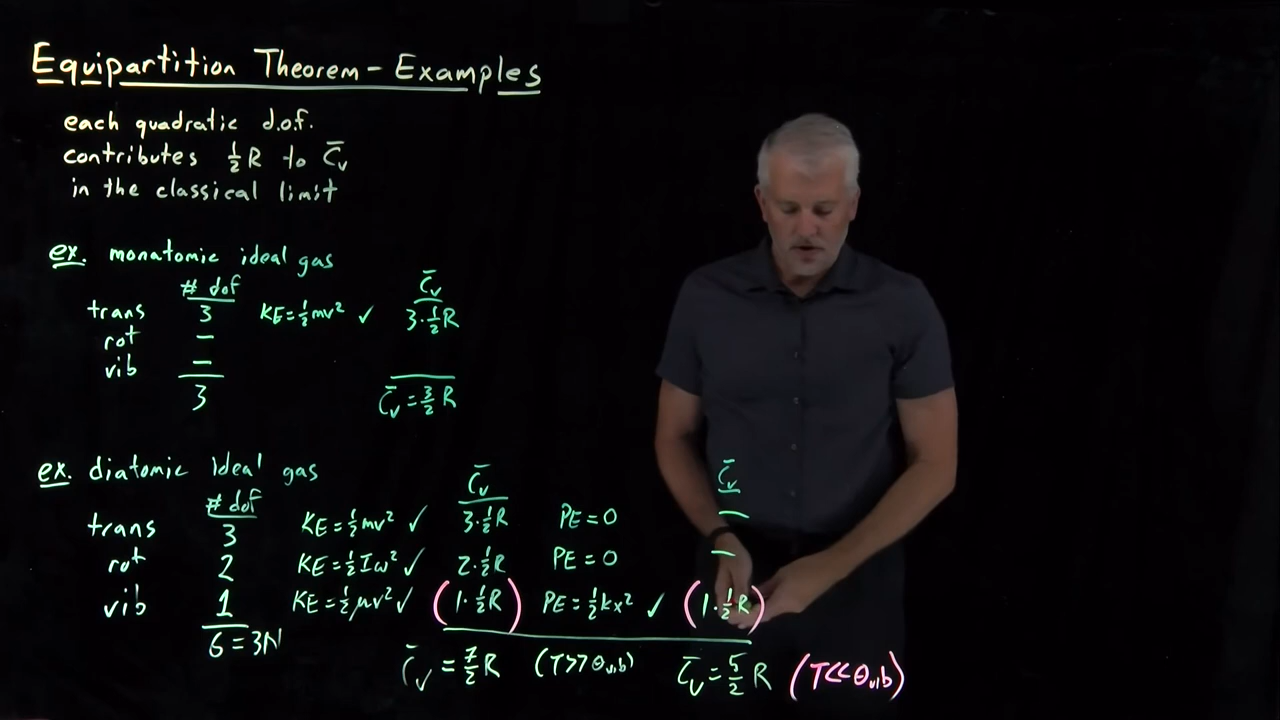 Equipartition Theorem - Examples
each quadratic d.o.f.
contributes ½R to C̄ᵥ
in the classical limit
ex. monatomic ideal gas
# dof C̄ᵥ
trans 3 KE=½mv² ✓ 3·½R
rot –
vib –
3 C̄ᵥ=3/2 R
ex. diatomic ideal gas
# dof C̄ᵥ C̄ᵥ
trans 3 KE=½mv² ✓ 3·½R PE=0 –
rot 2 KE=½Iω² ✓ 2·½R PE=0 –
vib 1 KE=½μv² ✓ (1·½R) PE=½kx² ✓ (1·½R)
6=3N C̄ᵥ=7/2 R (T>>Θvib) C̄ᵥ=5/2 R (T<<Θvib)